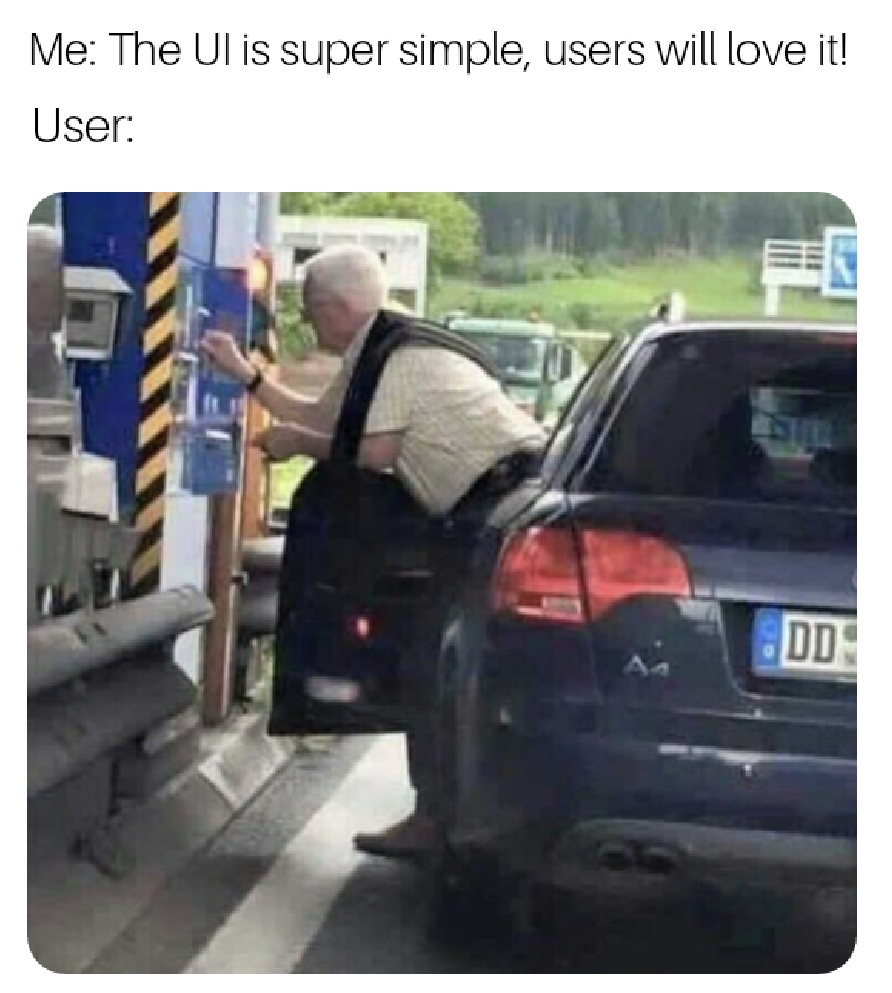 Me: The UI is super simple, users will love it!
User:
A4
DD